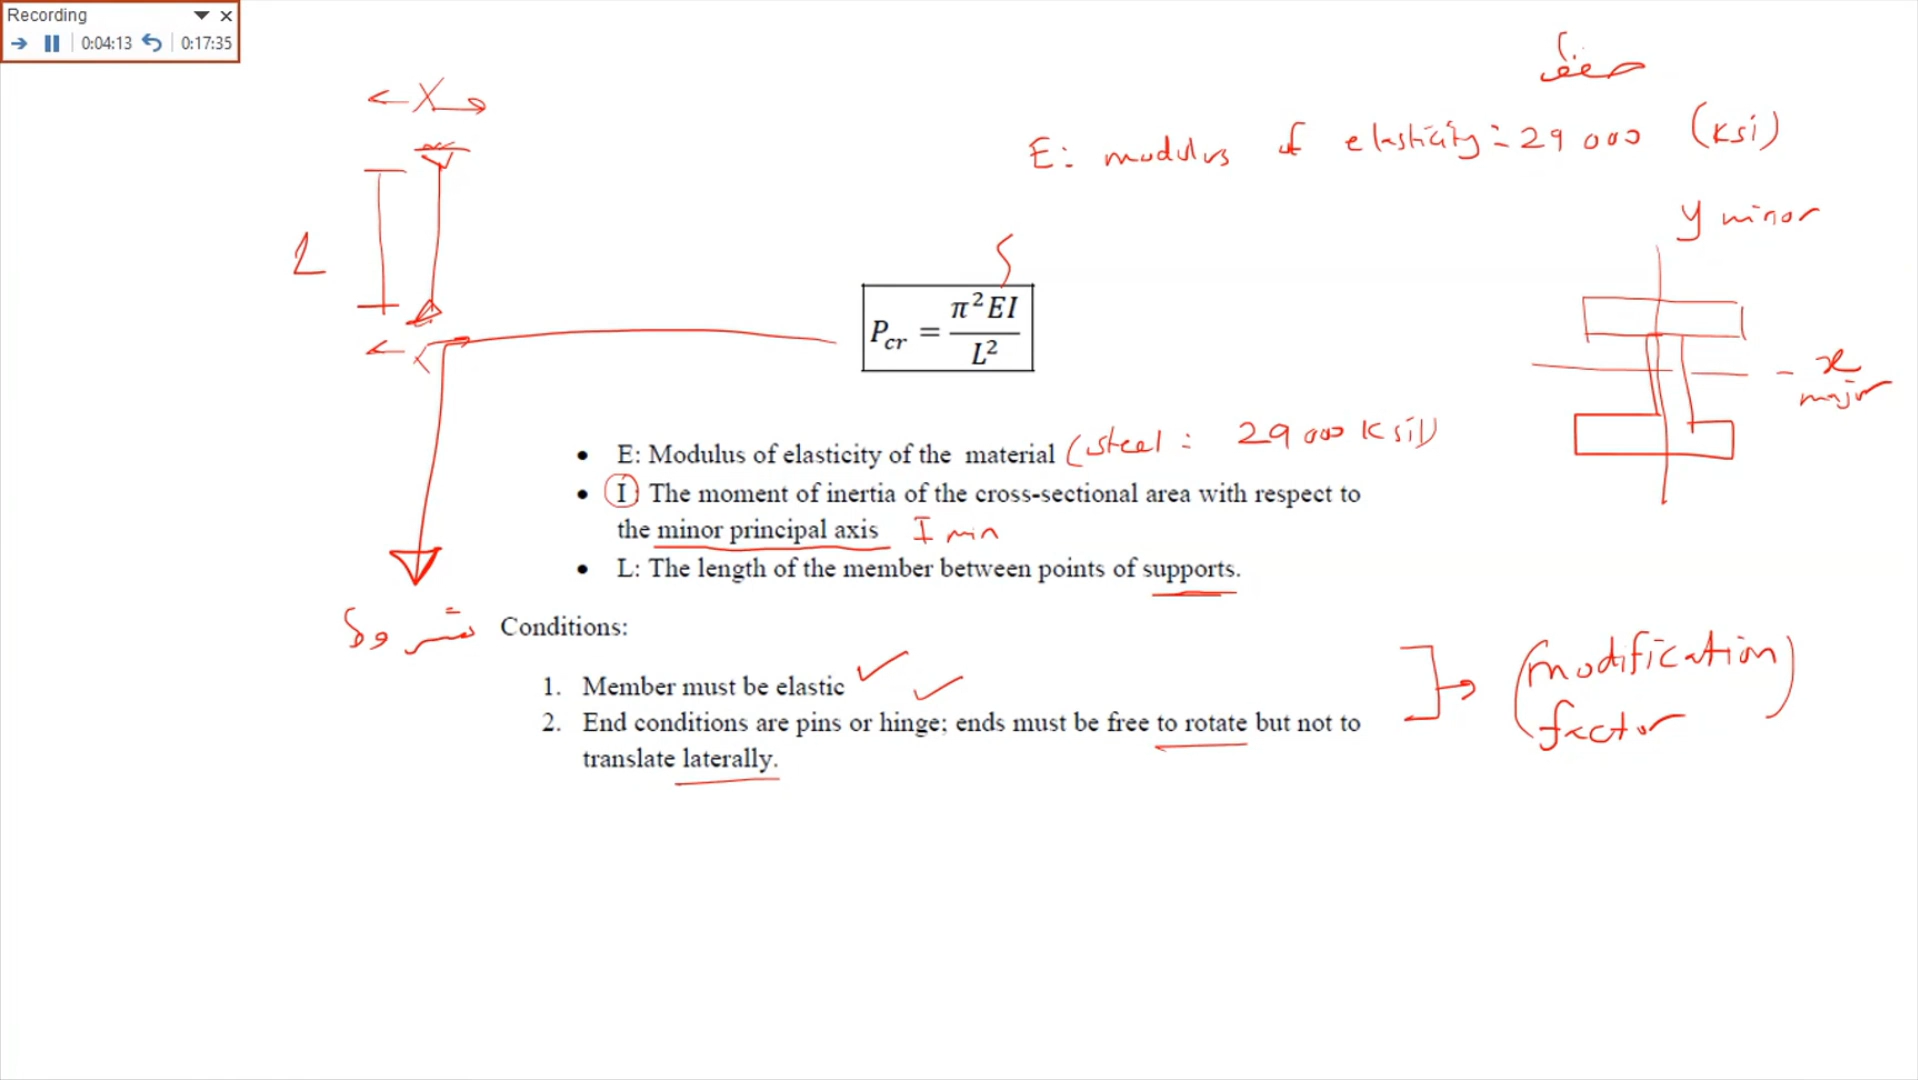 Recording
0:04:13 0:17:35
X
E: modulus of elasticity = 29 000 (ksi)
y minor
L
P_cr = π²EI / L²
x
major
• E: Modulus of elasticity of the material (steel: 29 000 Ksi)
• I The moment of inertia of the cross-sectional area with respect to
the minor principal axis I min
• L: The length of the member between points of supports.
Conditions:
1. Member must be elastic ✓
2. End conditions are pins or hinge; ends must be free to rotate but not to
translate laterally.
(modification
factor